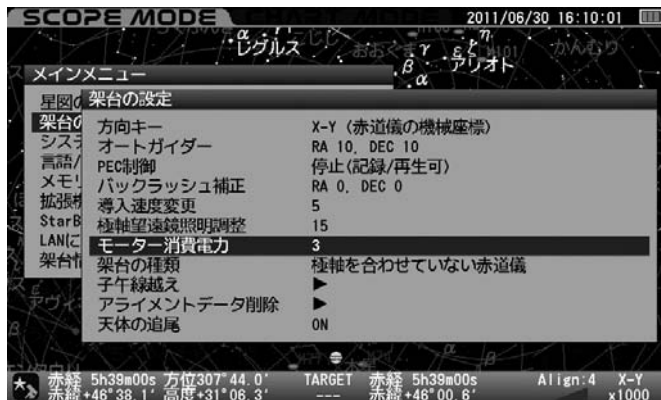 SCOPE MODE
2011/06/30 16:10:01
レグルス
アリオト
メインメニュー
架台の設定
方向キー X-Y (赤道儀の機械座標)
オートガイダー RA 10, DEC 10
PEC制御 停止(記録/再生可)
バックラッシュ補正 RA 0, DEC 0
導入速度変更 5
極軸望遠鏡照明調整 15
モーター消費電力 3
架台の種類 極軸を合わせていない赤道儀
子午線越え ▶
アライメントデータ削除 ▶
天体の追尾 ON
赤経 5h39m00s 方位307°44.0' TARGET 赤経 5h39m00s Align:4 X-Y
赤緯+46°38.1' 高度+31°06.3' --- 赤緯+46°00.6' x1000